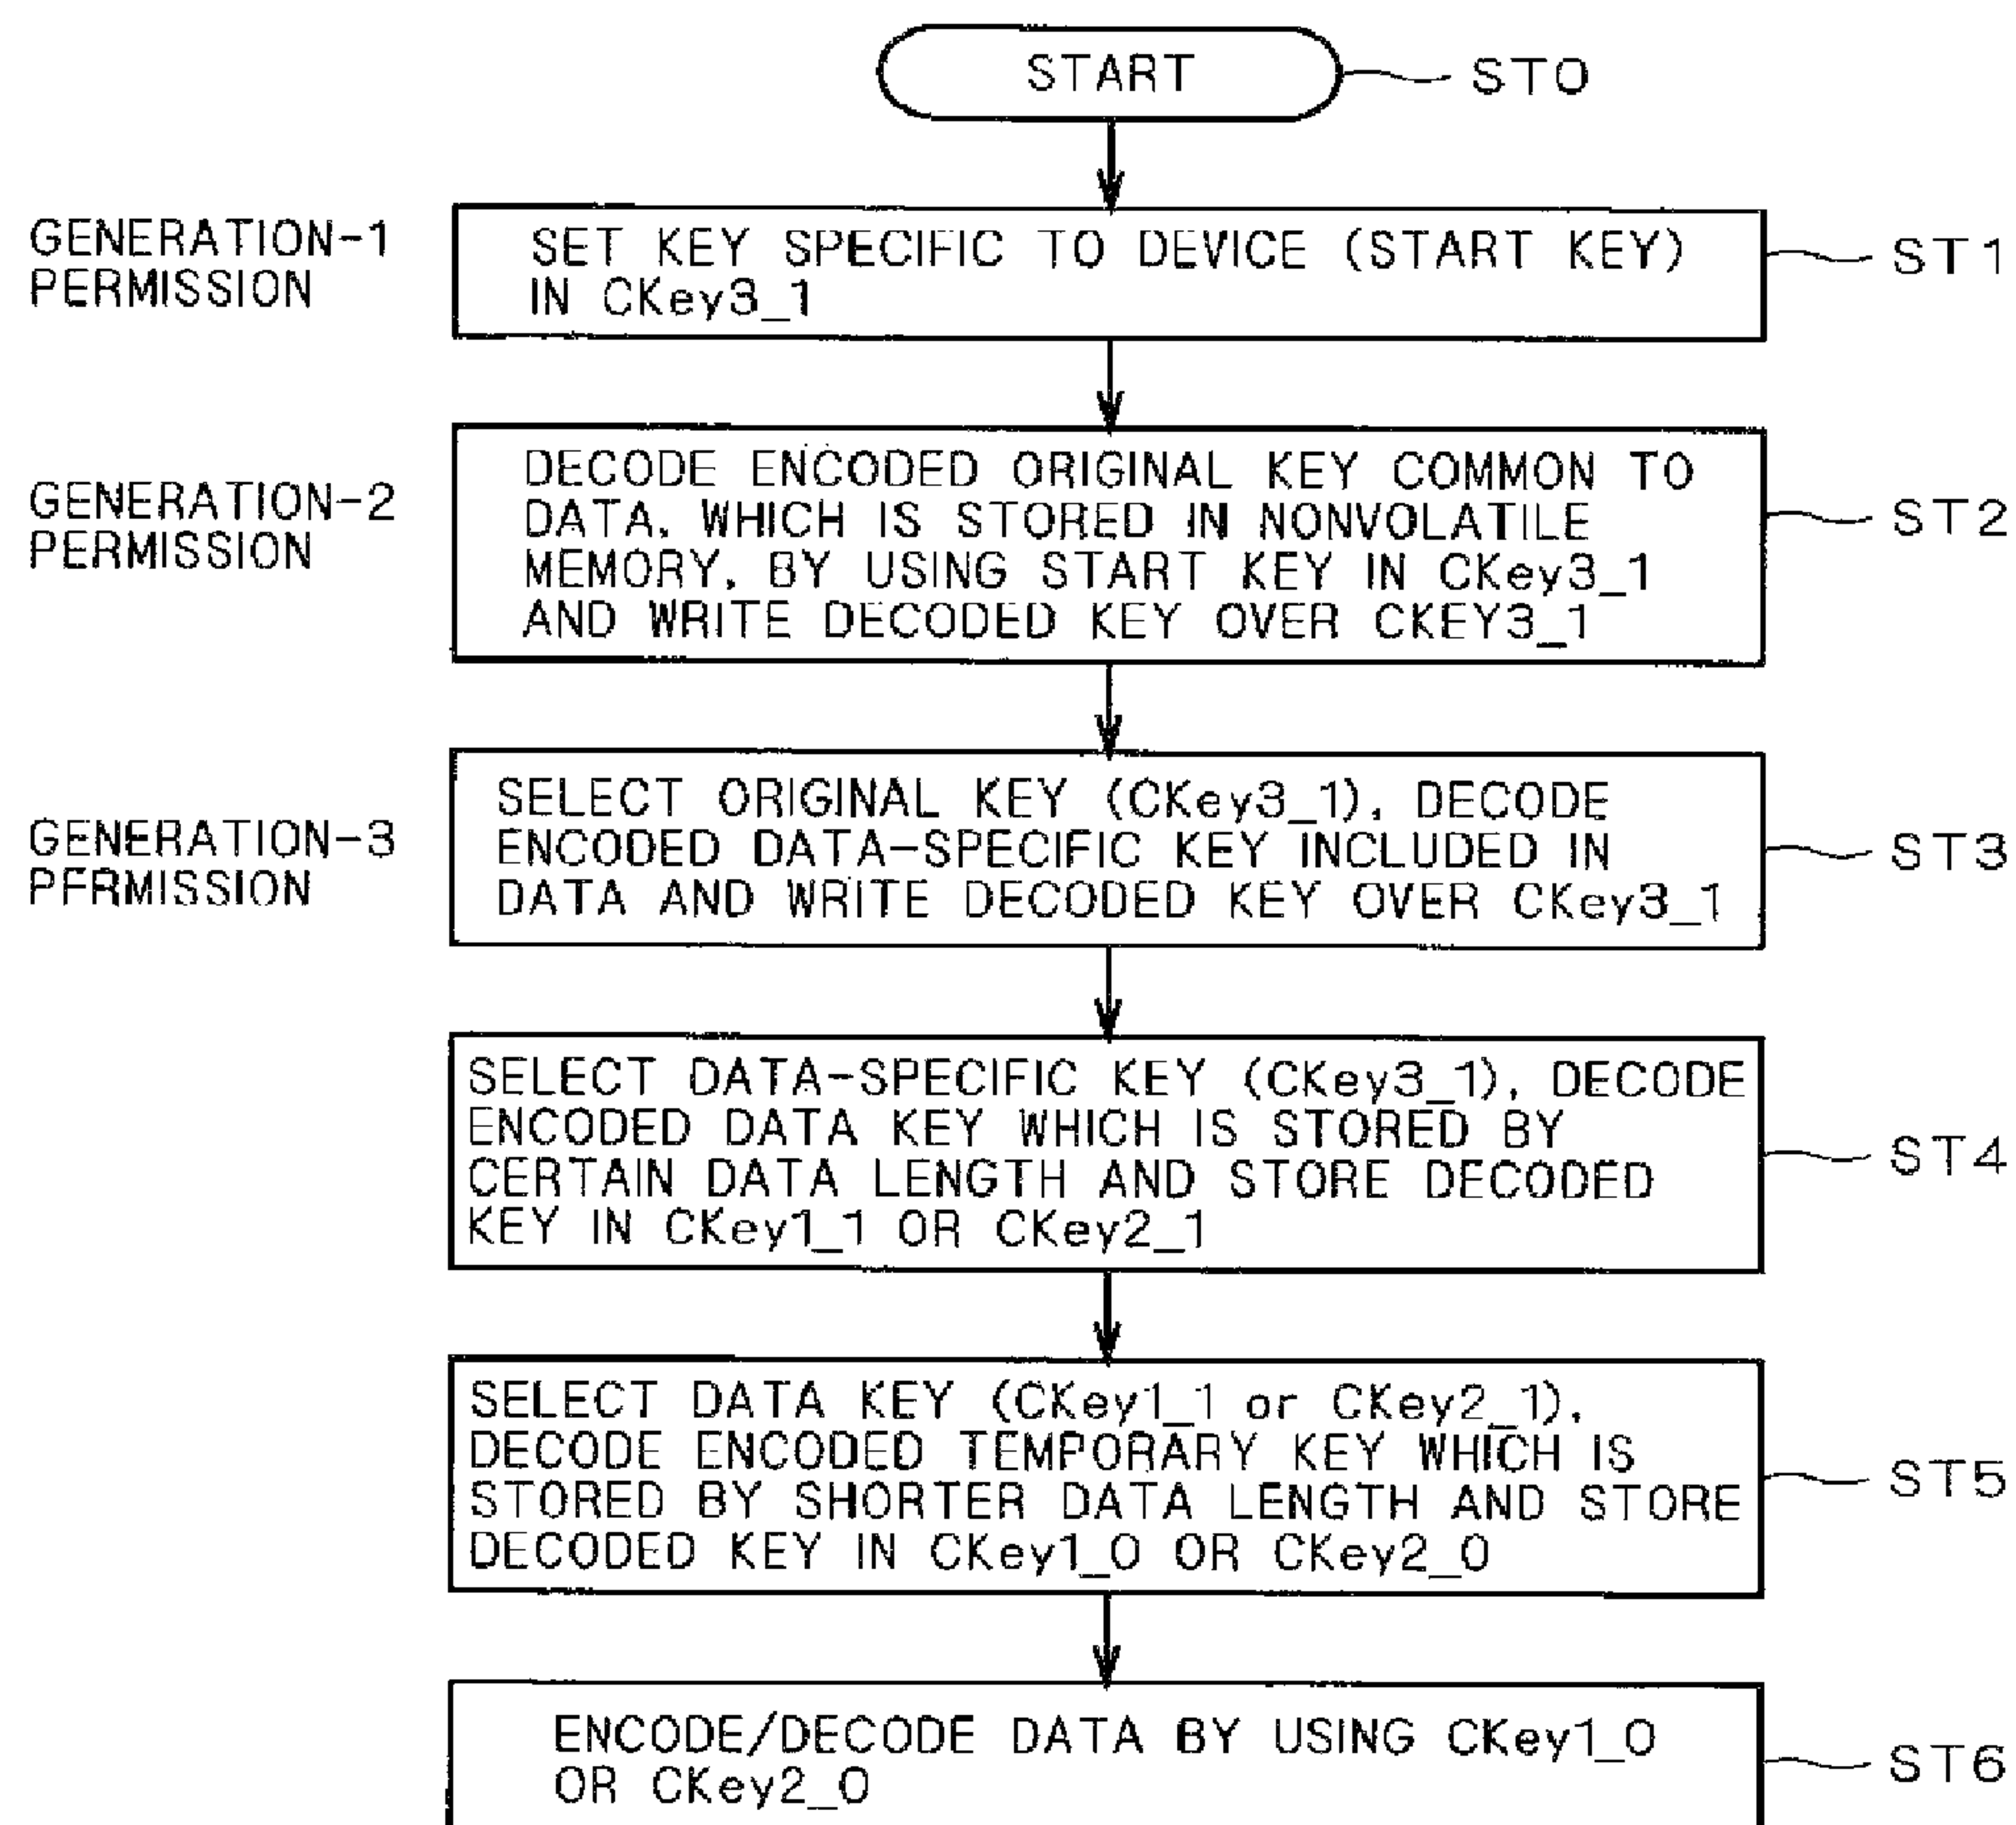 START
ST0
GENERATION-1
PERMISSION
SET KEY SPECIFIC TO DEVICE (START KEY)
IN CKey3_1
ST1
GENERATION-2
PERMISSION
DECODE ENCODED ORIGINAL KEY COMMON TO
DATA, WHICH IS STORED IN NONVOLATILE
MEMORY, BY USING START KEY IN CKey3_1
AND WRITE DECODED KEY OVER CKEY3_1
ST2
GENERATION-3
PERMISSION
SELECT ORIGINAL KEY (CKey3_1), DECODE
ENCODED DATA-SPECIFIC KEY INCLUDED IN
DATA AND WRITE DECODED KEY OVER CKey3_1
ST3
SELECT DATA-SPECIFIC KEY (CKey3_1), DECODE
ENCODED DATA KEY WHICH IS STORED BY
CERTAIN DATA LENGTH AND STORE DECODED
KEY IN CKey1_1 OR CKey2_1
ST4
SELECT DATA KEY (CKey1_1 or CKey2_1),
DECODE ENCODED TEMPORARY KEY WHICH IS
STORED BY SHORTER DATA LENGTH AND STORE
DECODED KEY IN CKey1_0 OR CKey2_0
ST5
ENCODE/DECODE DATA BY USING CKey1_0
OR CKey2_0
ST6